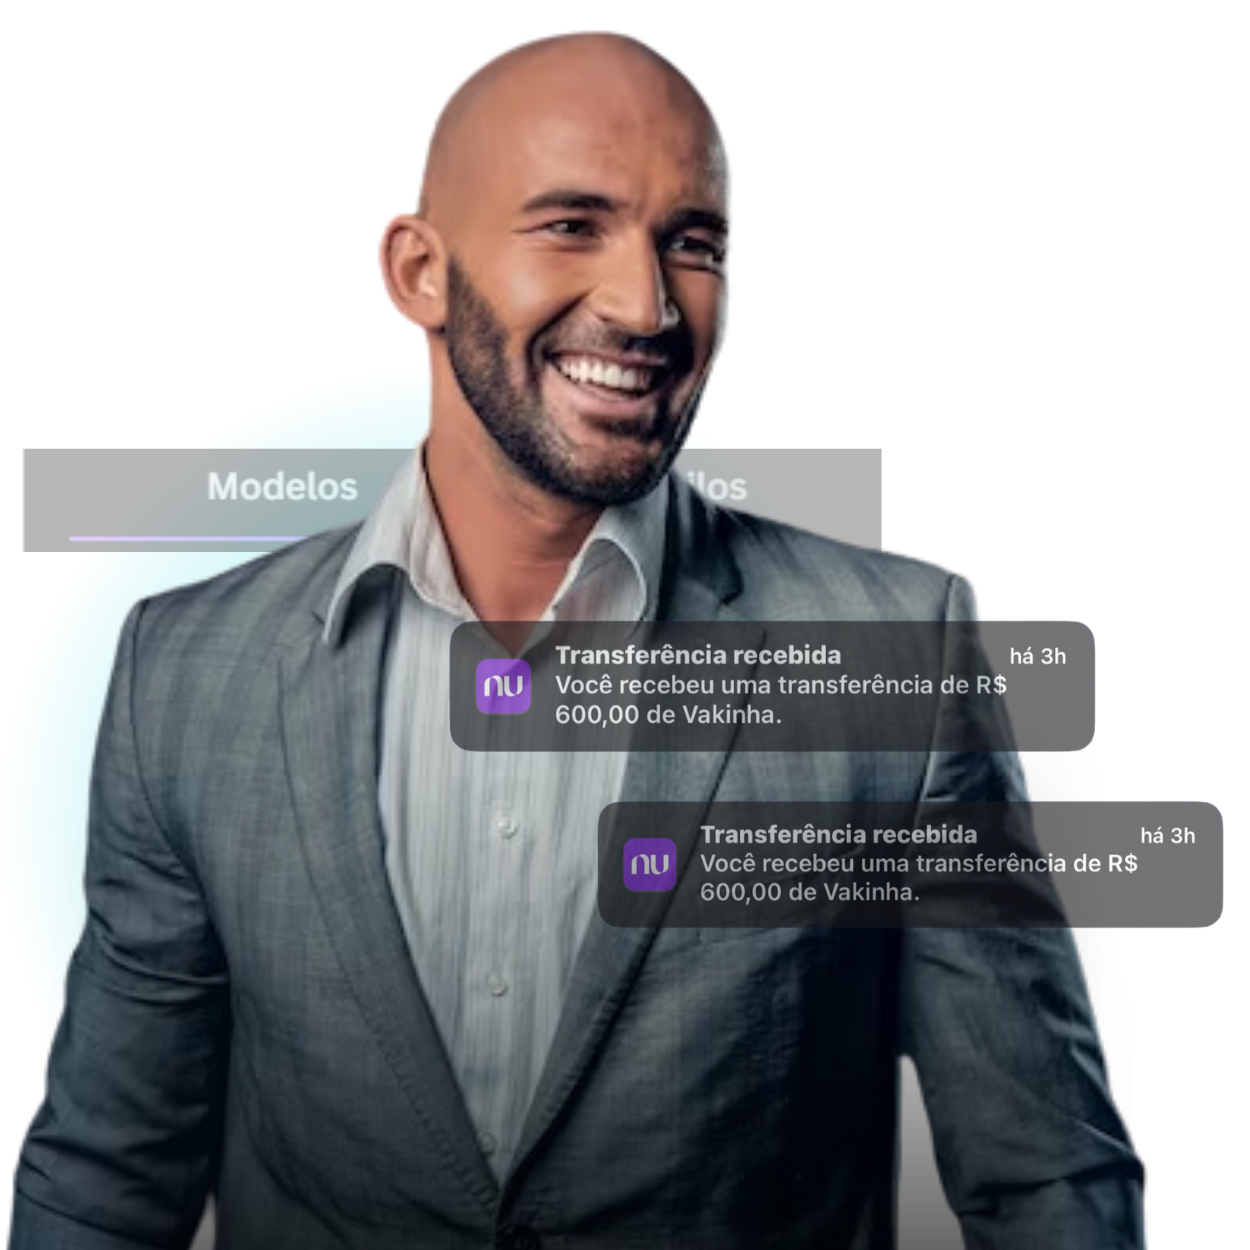 Modelos
ilos
Transferência recebida há 3h
nu Você recebeu uma transferência de R$
600,00 de Vakinha.
Transferência recebida há 3h
nu Você recebeu uma transferência de R$
600,00 de Vakinha.